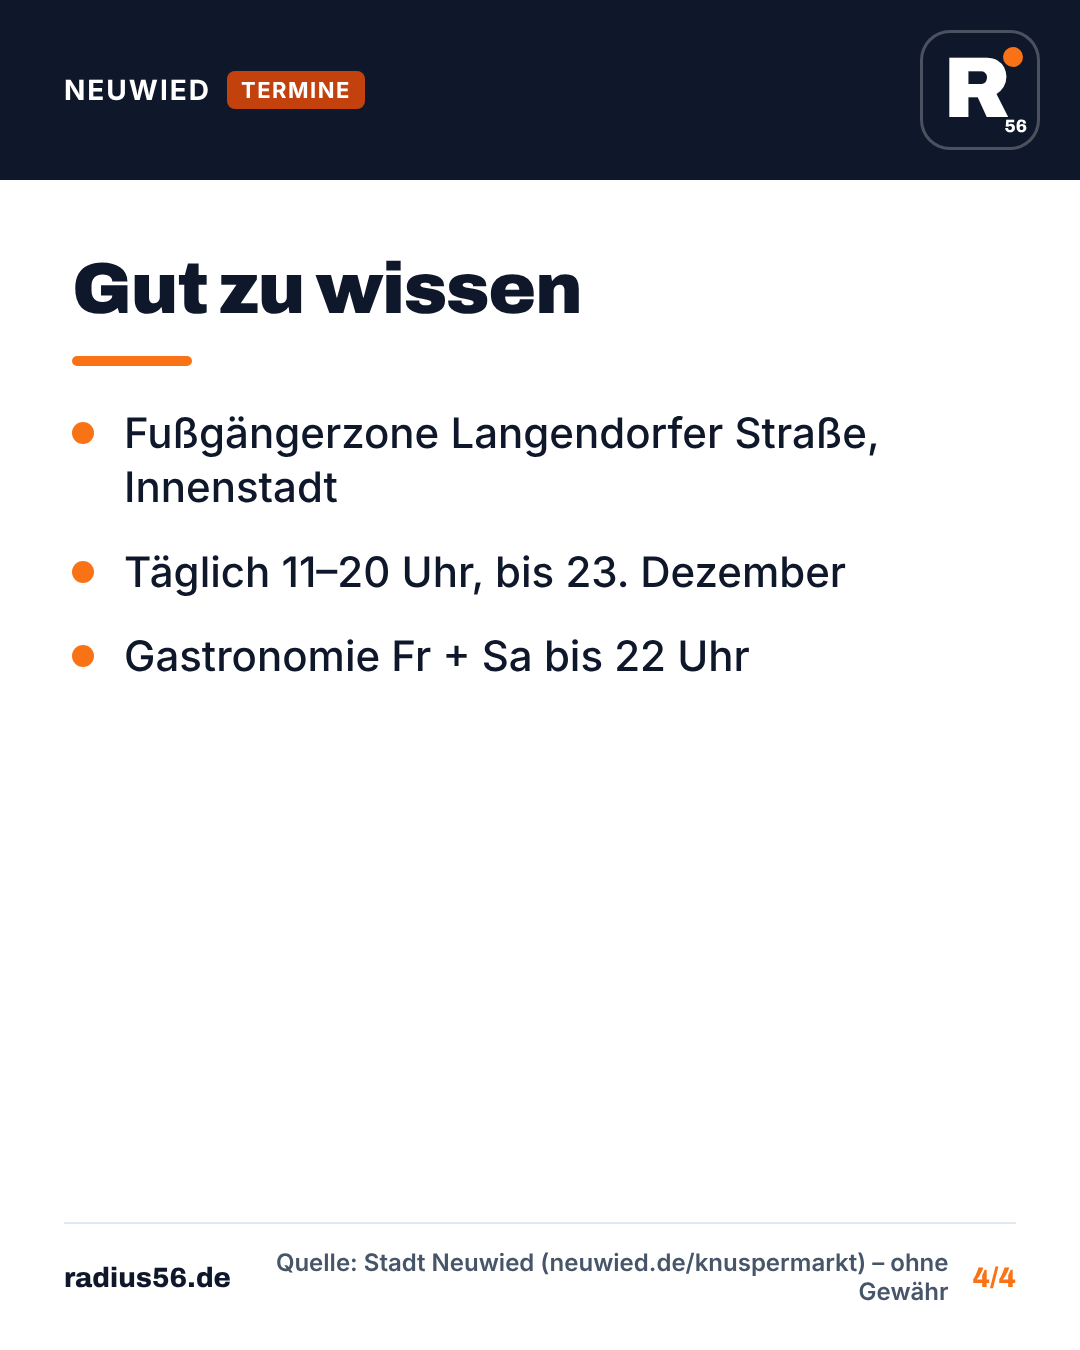 NEUWIED TERMINE
R
56
Gut zu wissen
Fußgängerzone Langendorfer Straße,
Innenstadt
Täglich 11–20 Uhr, bis 23. Dezember
Gastronomie Fr + Sa bis 22 Uhr
radius56.de
Quelle: Stadt Neuwied (neuwied.de/knuspermarkt) – ohne
Gewähr
4/4